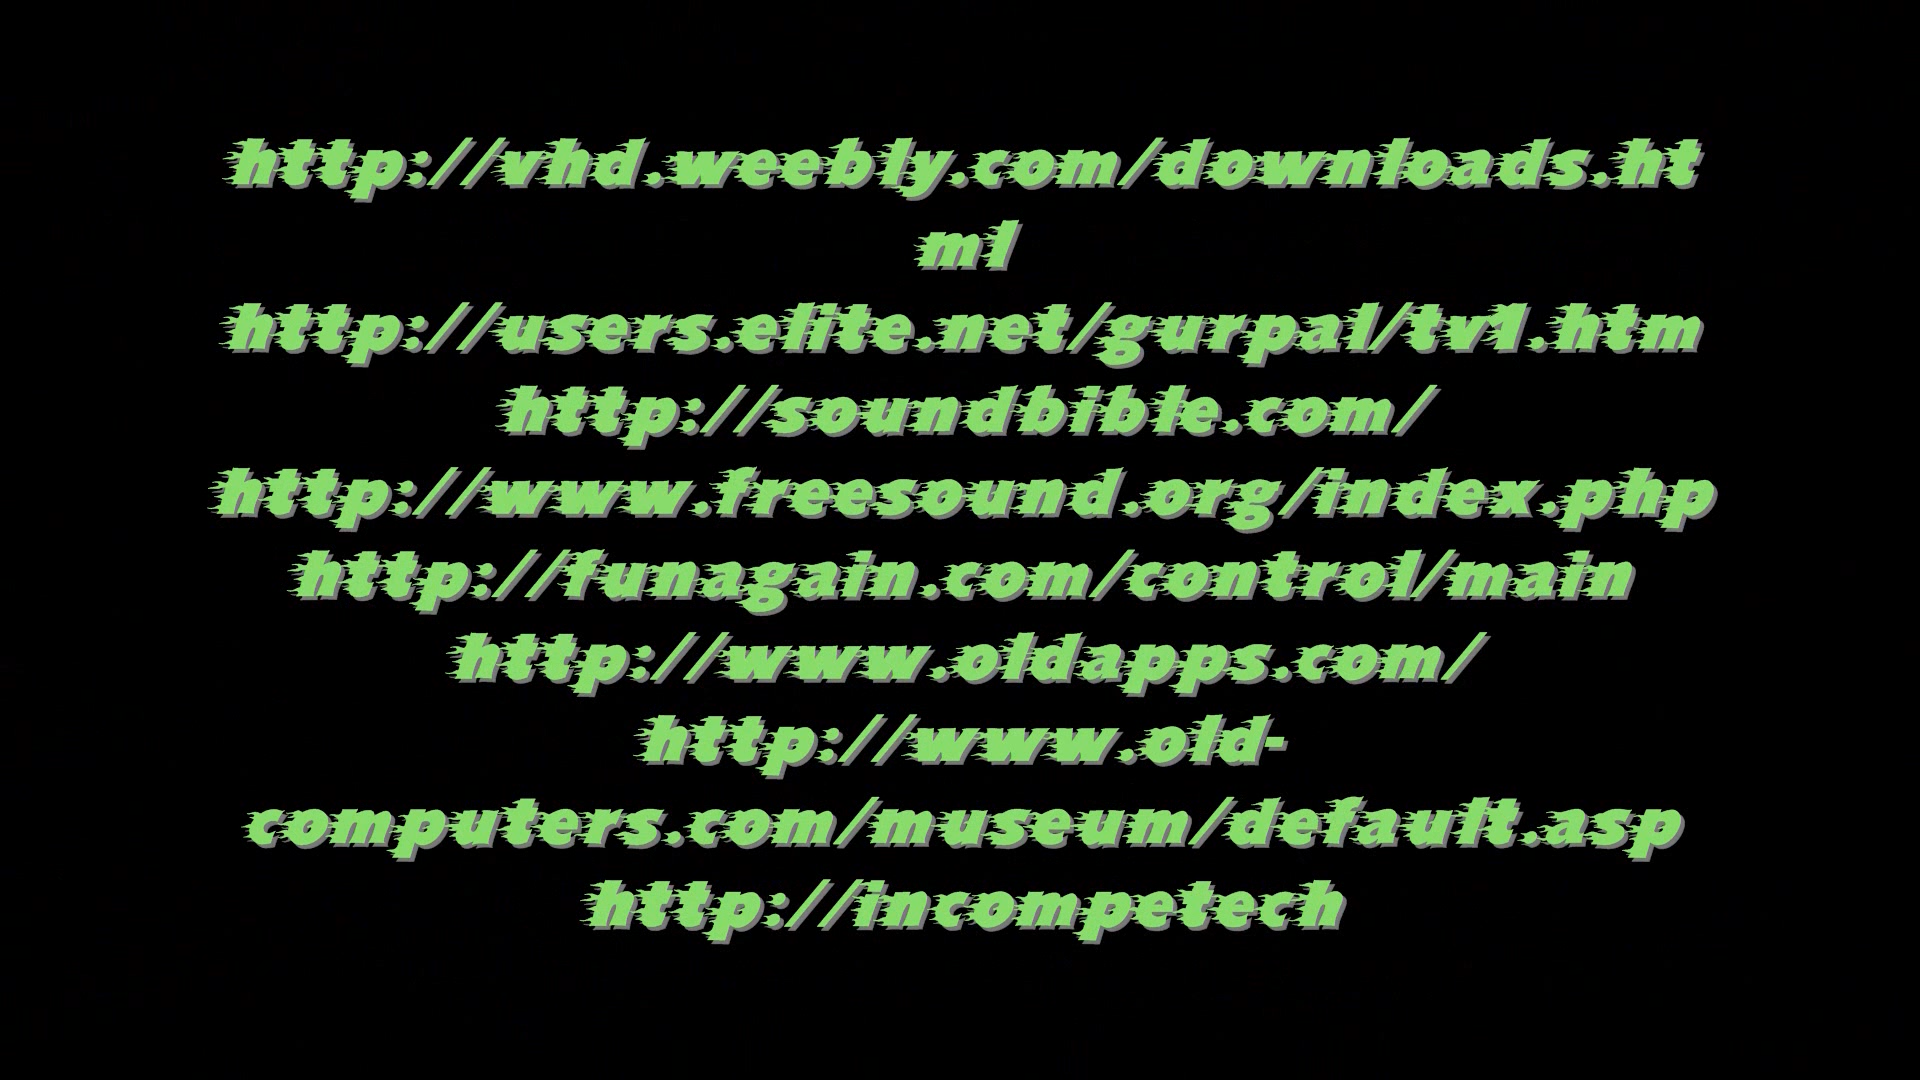 http://vhd.weebly.com/downloads.ht
ml
http://users.elite.net/gurpal/tv1.htm
http://soundbible.com/
http://www.freesound.org/index.php
http://funagain.com/control/main
http://www.oldapps.com/
http://www.old-
computers.com/museum/default.asp
http://incompetech